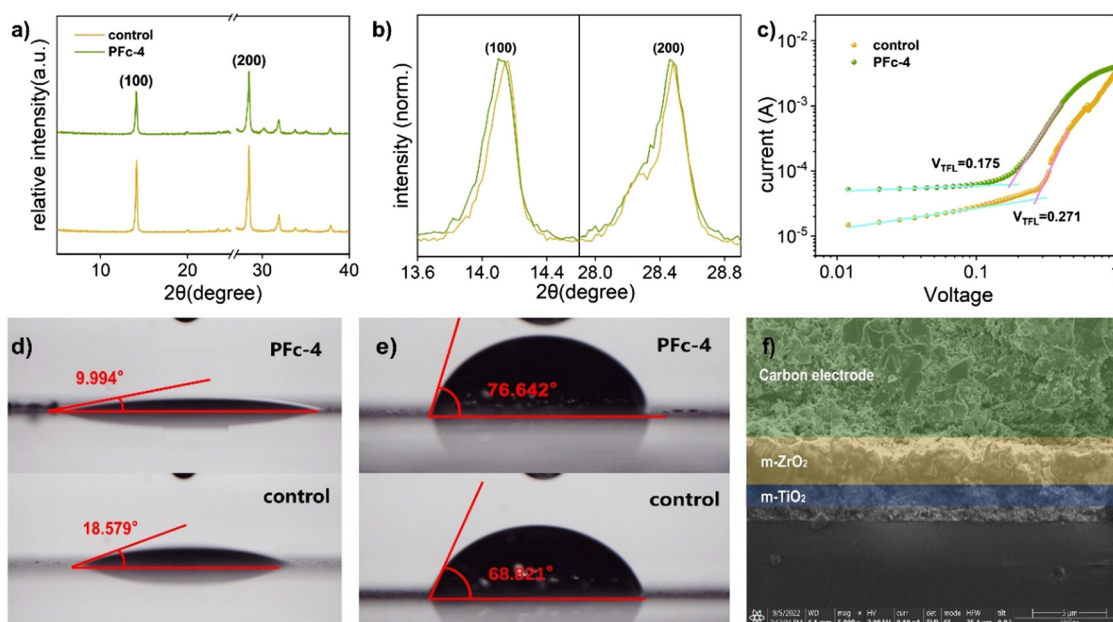 a)
control
PFc-4
(100)
(200)
relative intensity(a.u.)
10
20
30
40
2θ(degree)
b)
(100)
(200)
intensity (norm.)
13.6
14.0
14.4
28.0
28.4
28.8
2θ(degree)
c)
control
PFc-4
10⁻²
10⁻³
10⁻⁴
10⁻⁵
current (A)
V_TFL=0.175
V_TFL=0.271
0.01
0.1
Voltage
d)
PFc-4
9.994°
control
18.579°
e)
PFc-4
76.642°
control
68.821°
f)
Carbon electrode
m-ZrO₂
m-TiO₂
9/5/2022 WD mag HV curr det mode HFW tilt
5 μm